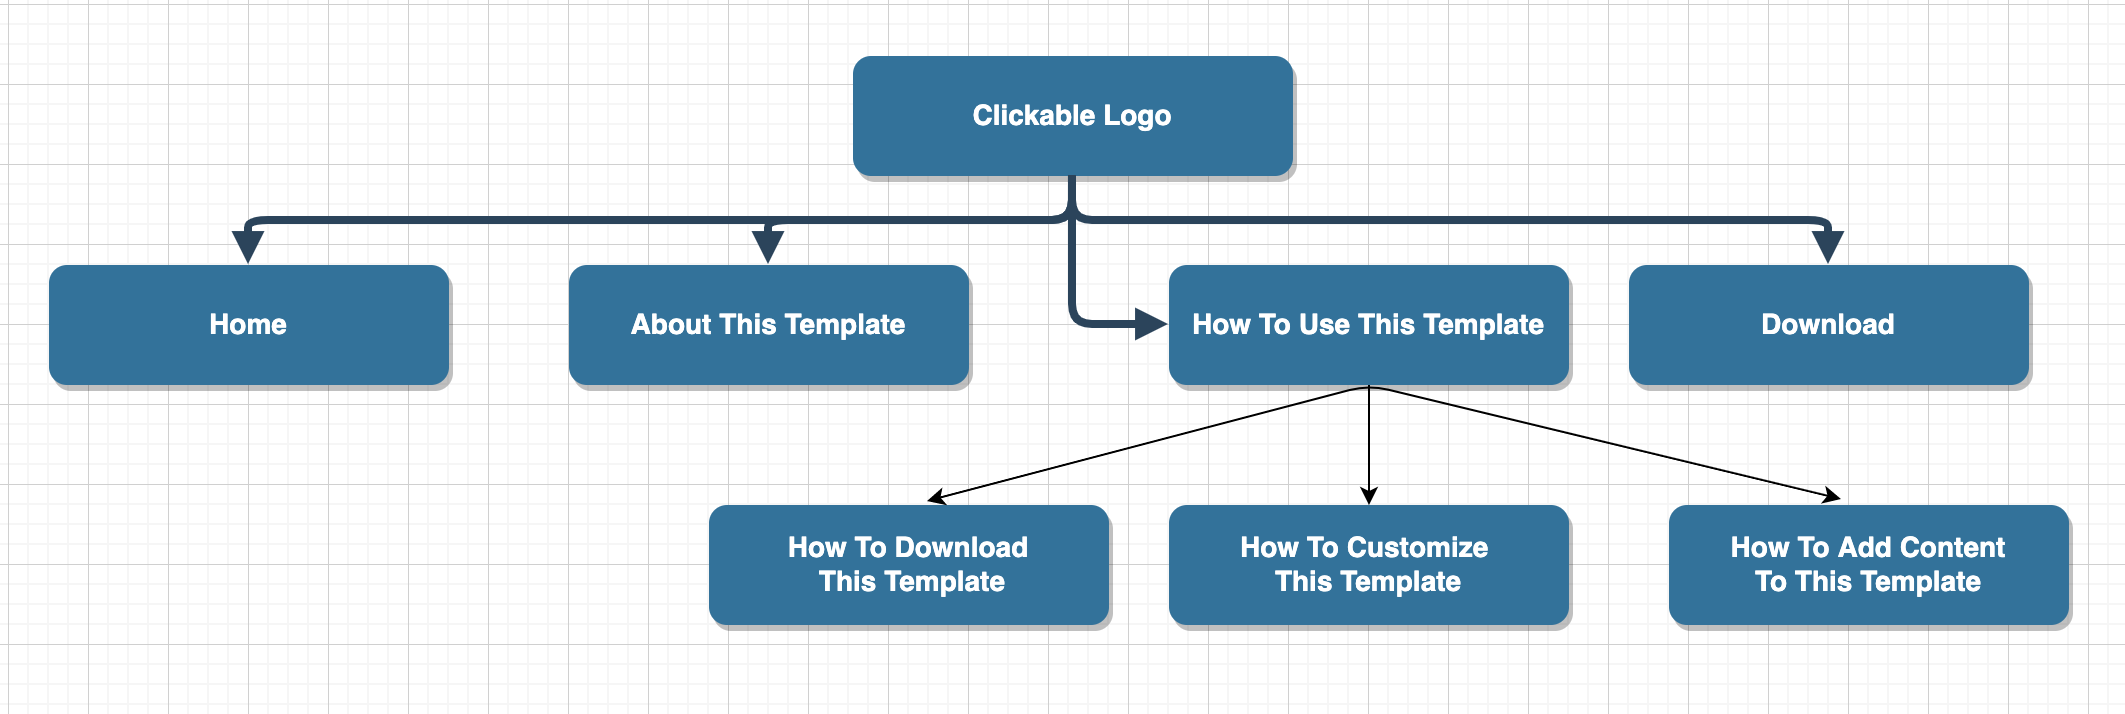 Clickable Logo
Home
About This Template
How To Use This Template
Download
How To Download
This Template
How To Customize
This Template
How To Add Content
To This Template